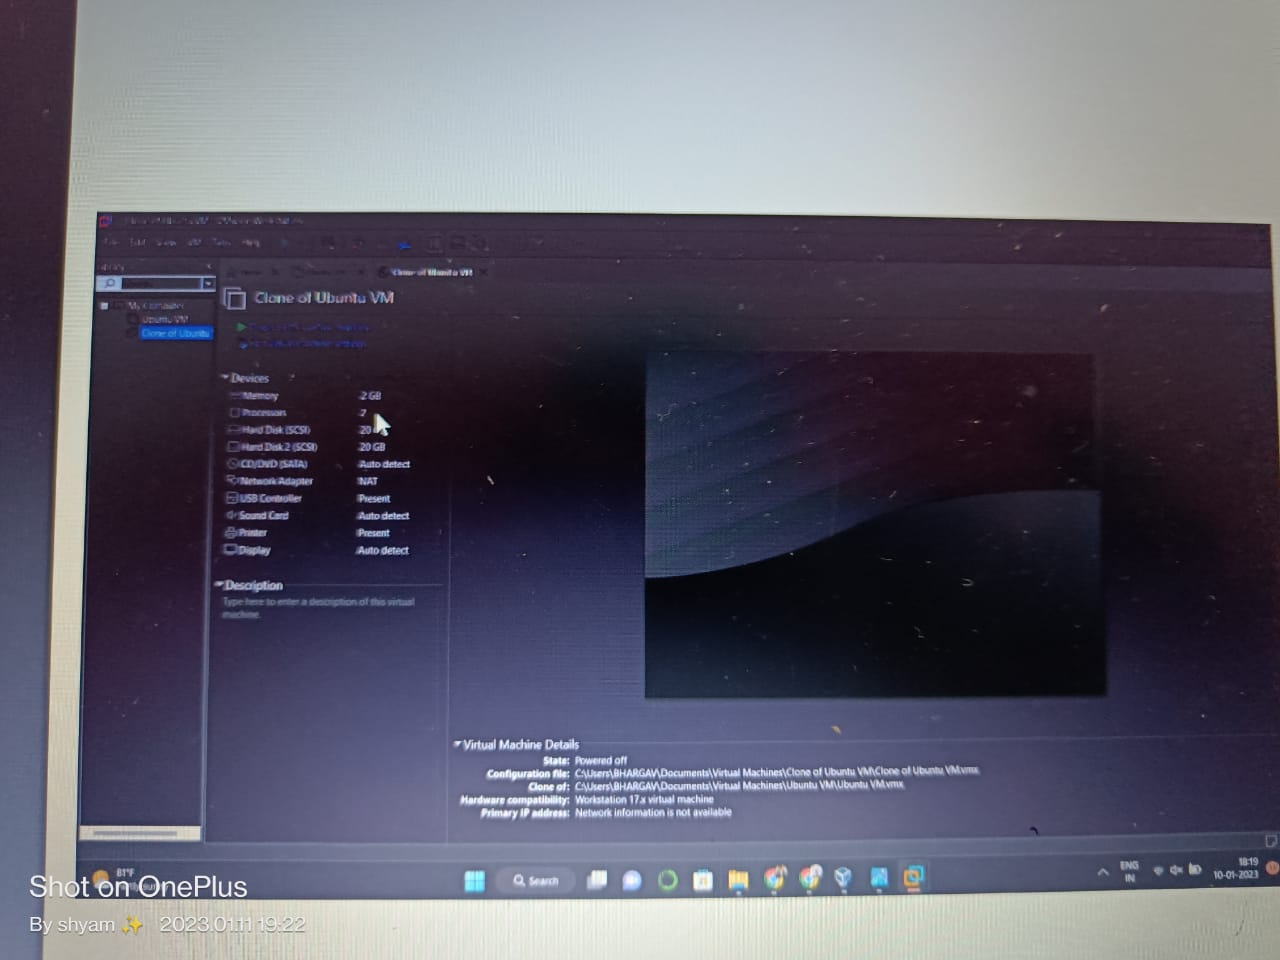 Clone of Ubuntu VM
My Computer
Ubuntu VM
Clone of Ubuntu
Clone of Ubuntu VM
Devices
Memory 2 GB
Processors
Hard Disk (SCSI) 20
Hard Disk 2 (SCSI) 20 GB
CD/DVD (SATA) Auto detect
Network Adapter NAT
USB Controller Present
Sound Card Auto detect
Printer Present
Display Auto detect
Description
Type here to enter a description of this virtual
machine.
Virtual Machine Details
State: Powered off
Configuration file: C:\Users\BHARGAV\Documents\Virtual Machines\Clone of Ubuntu VM\Clone of Ubuntu VM.vmx
Clone of: C:\Users\BHARGAV\Documents\Virtual Machines\Ubuntu VM\Ubuntu VM.vmx
Hardware compatibility: Workstation 17.x virtual machine
Primary IP address: Network information is not available
81°F
Search
ENG
IN
18:19
10-01-2023
Shot on OnePlus
By shyam ✨ 2023.01.11 19:22